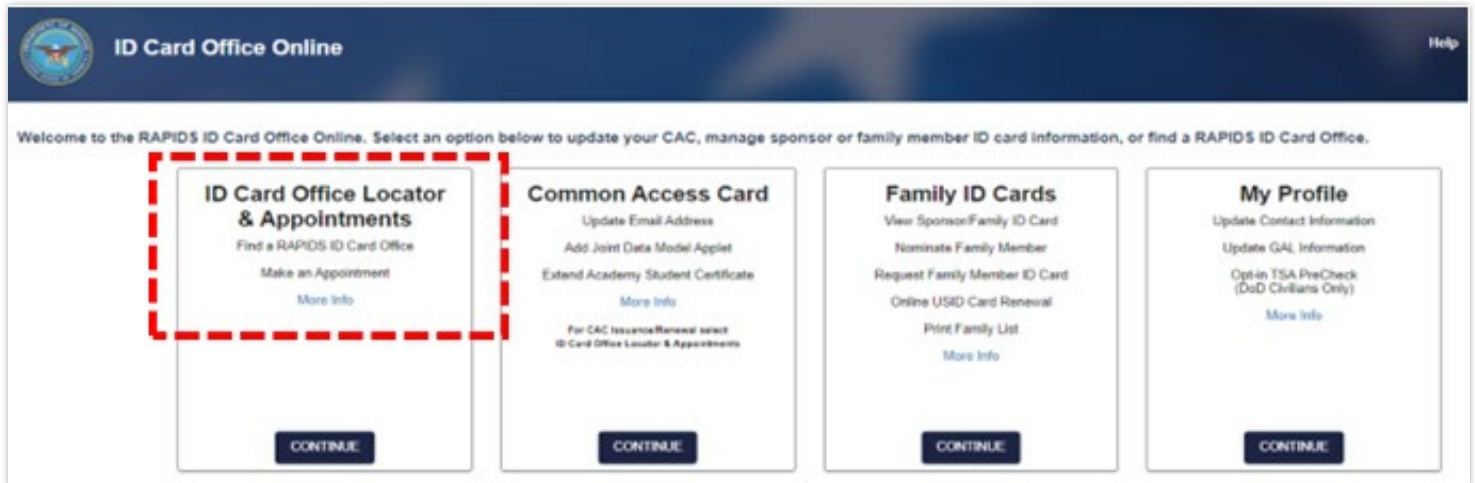 ID Card Office Online
Help
Welcome to the RAPIDS ID Card Office Online. Select an option below to update your CAC, manage sponsor or family member ID card information, or find a RAPIDS ID Card Office.
ID Card Office Locator
& Appointments
Find a RAPIDS ID Card Office
Make an Appointment
More Info
CONTINUE
Common Access Card
Update Email Address
Add Joint Data Model Applet
Extend Academy Student Certificate
More Info
For CAC Issuance/Renewal select
ID Card Office Locator & Appointments
CONTINUE
Family ID Cards
View Sponsor/Family ID Card
Nominate Family Member
Request Family Member ID Card
Online USID Card Renewal
Print Family List
More Info
CONTINUE
My Profile
Update Contact Information
Update GAL Information
Opt-in TSA PreCheck
(DoD Civilians Only)
More Info
CONTINUE